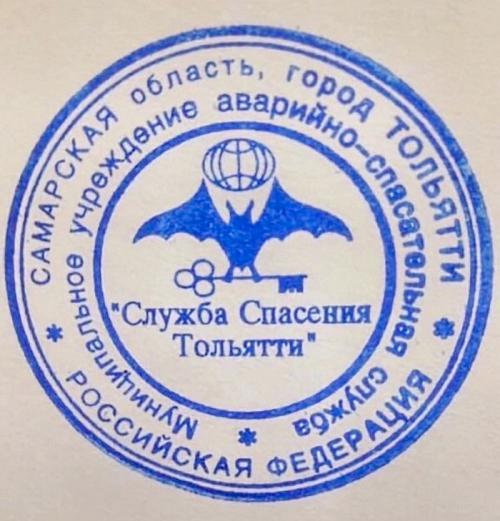 САМАРСКАЯ область, город ТОЛЬЯТТИ
* РОССИЙСКАЯ ФЕДЕРАЦИЯ *
Муниципальное учреждение аварийно-спасательная служба *
"Служба Спасения
Тольятти"